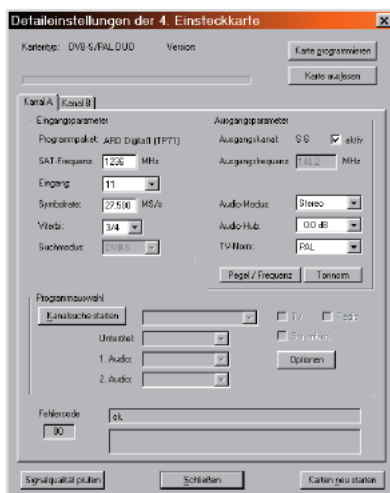 Detaileinstellungen der 4. Einsteckkarte
Kartentyp: DVB-S/PAL DUO Version:
Karte programmieren
Karte auslesen
Kanal A Kanal B
Eingangsparameter
Programmpaket: ARD Digital1 (TP71)
SAT-Frequenz: 1236 MHz
Eingang: 11
Symbolrate: 27.500 MS/s
Viterbi: 3/4
Suchmodus: DVB-S
Ausgangsparameter
Ausgangskanal: S 6 aktiv
Ausgangsfrequenz: 140.2 MHz
Audio-Modus: Stereo
Audio-Hub: 0.0 dB
TV-Norm: PAL
Pegel / Frequenz Tonnorm
Programmauswahl
Kanalsuche starten
TV Radio
Untertitel:
1. Audio:
2. Audio:
Optionen
Fehlercode
00
ok
Signalqualität prüfen Schließen Karten neu starten